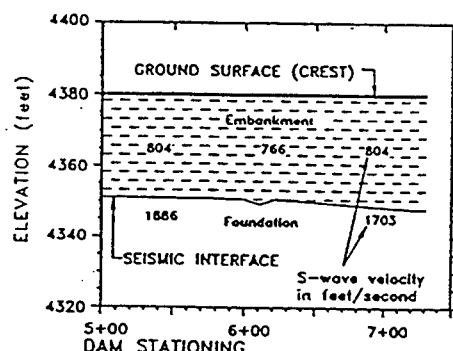 4400
GROUND SURFACE (CREST)
4380
Embankment
804 766 804
4360
1886 Foundation 1703
4340
SEISMIC INTERFACE
S-wave velocity
in feet/second
4320
5+00 6+00 7+00
DAM STATIONING
ELEVATION (feet)